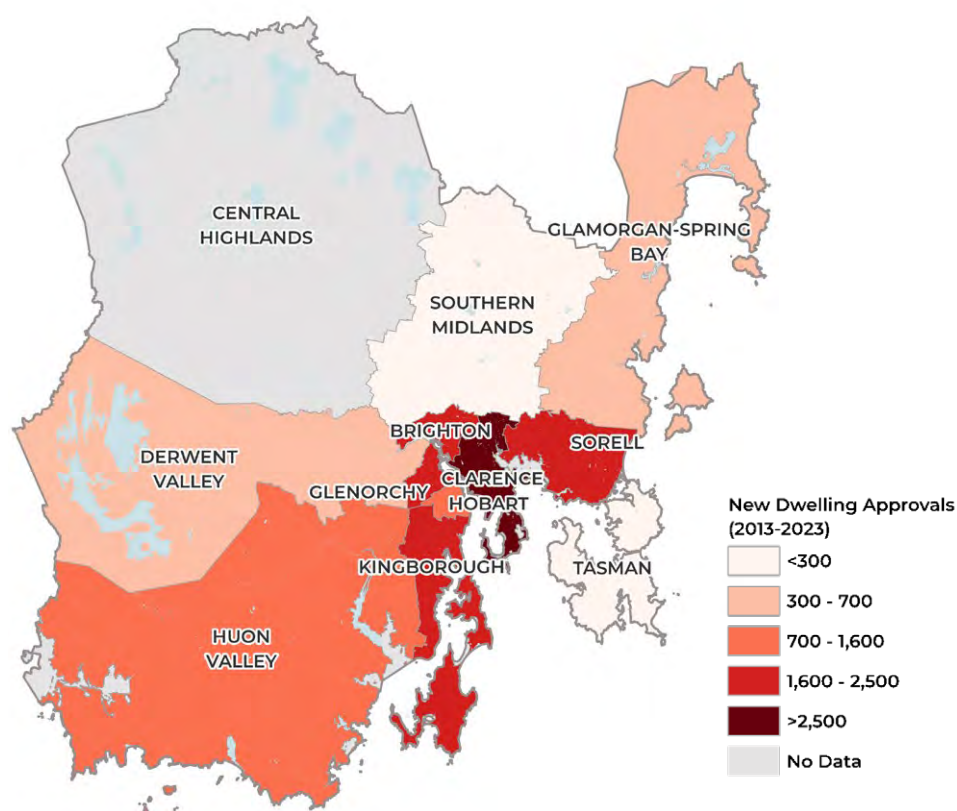 CENTRAL
HIGHLANDS
GLAMORGAN-SPRING
BAY
SOUTHERN
MIDLANDS
BRIGHTON
SORELL
DERWENT
VALLEY
GLENORCHY
CLARENCE
HOBART
KINGBOROUGH
TASMAN
HUON
VALLEY
New Dwelling Approvals
(2013-2023)
<300
300 - 700
700 - 1,600
1,600 - 2,500
>2,500
No Data